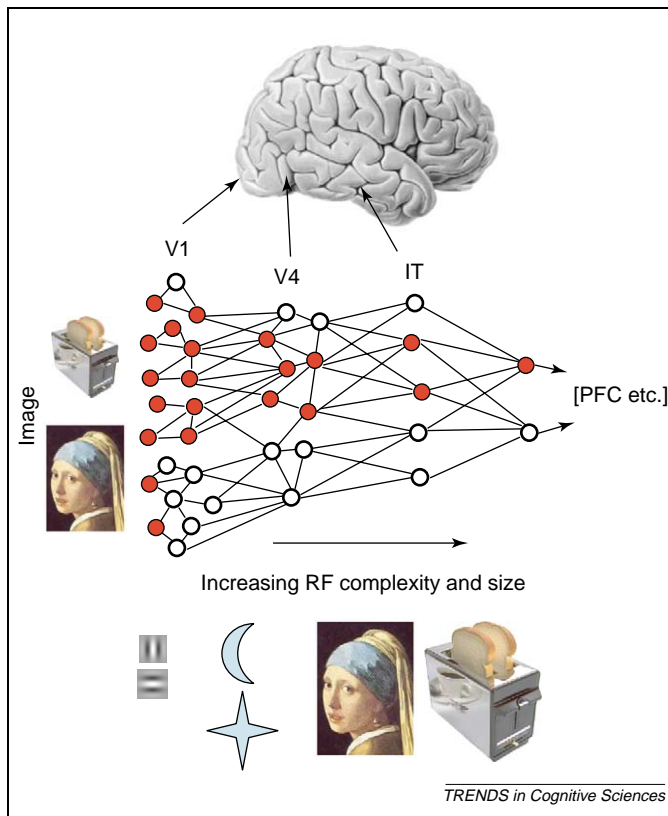 V1
V4
IT
Image
[PFC etc.]
Increasing RF complexity and size
TRENDS in Cognitive Sciences